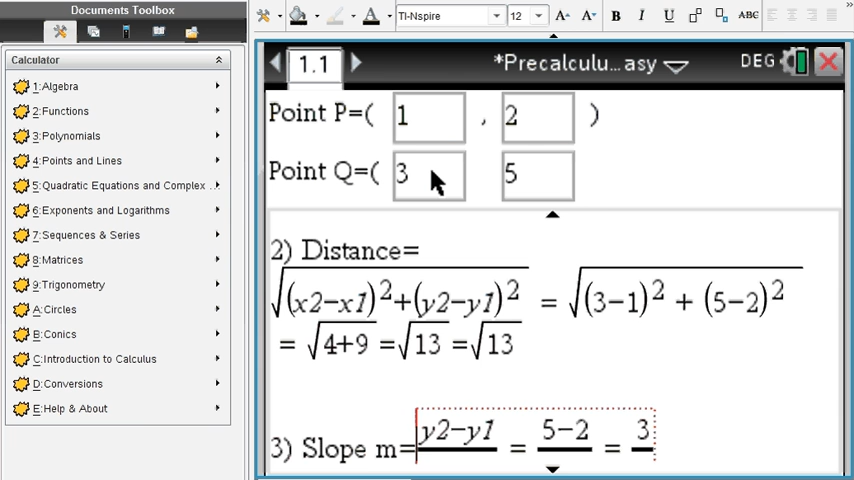 Documents Toolbox
TI-Nspire
12
A
A
B
I
U
ABC
Calculator
1:Algebra
2:Functions
3:Polynomials
4:Points and Lines
5:Quadratic Equations and Complex ...
6:Exponents and Logarithms
7:Sequences & Series
8:Matrices
9:Trigonometry
A:Circles
B:Conics
C:Introduction to Calculus
D:Conversions
E:Help & About
1.1
*Precalculu...asy
DEG
Point P=( 1 , 2 )
Point Q=( 3 5
2) Distance=
√((x2−x1)²+(y2−y1)²) = √((3−1)² + (5−2)²)
= √(4+9) =√13 =√13
y2−y1 5−2 3
3) Slope m= = =